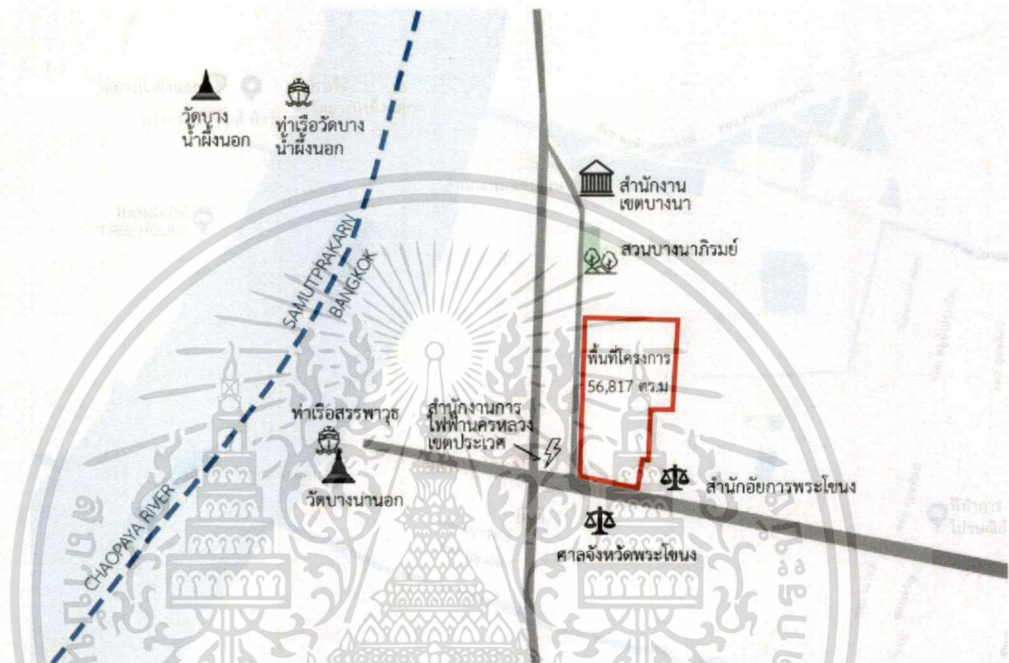 วัดบาง
น้ำผึ้งนอก
ท่าเรือวัดบาง
น้ำผึ้งนอก
สำนักงาน
เขตบางนา
สวนบางนาภิรมย์
SAMUTPRAKARN
BANGKOK
พื้นที่โครงการ
56,817 ตร.ม
ท่าเรือสรรพาวุธ
สำนักงานการ
ไฟฟ้านครหลวง
เขตประเวศ
วัดบางนานอก
สำนักอัยการพระโขนง
ศาลจังหวัดพระโขนง
CHAOPAYA RIVER